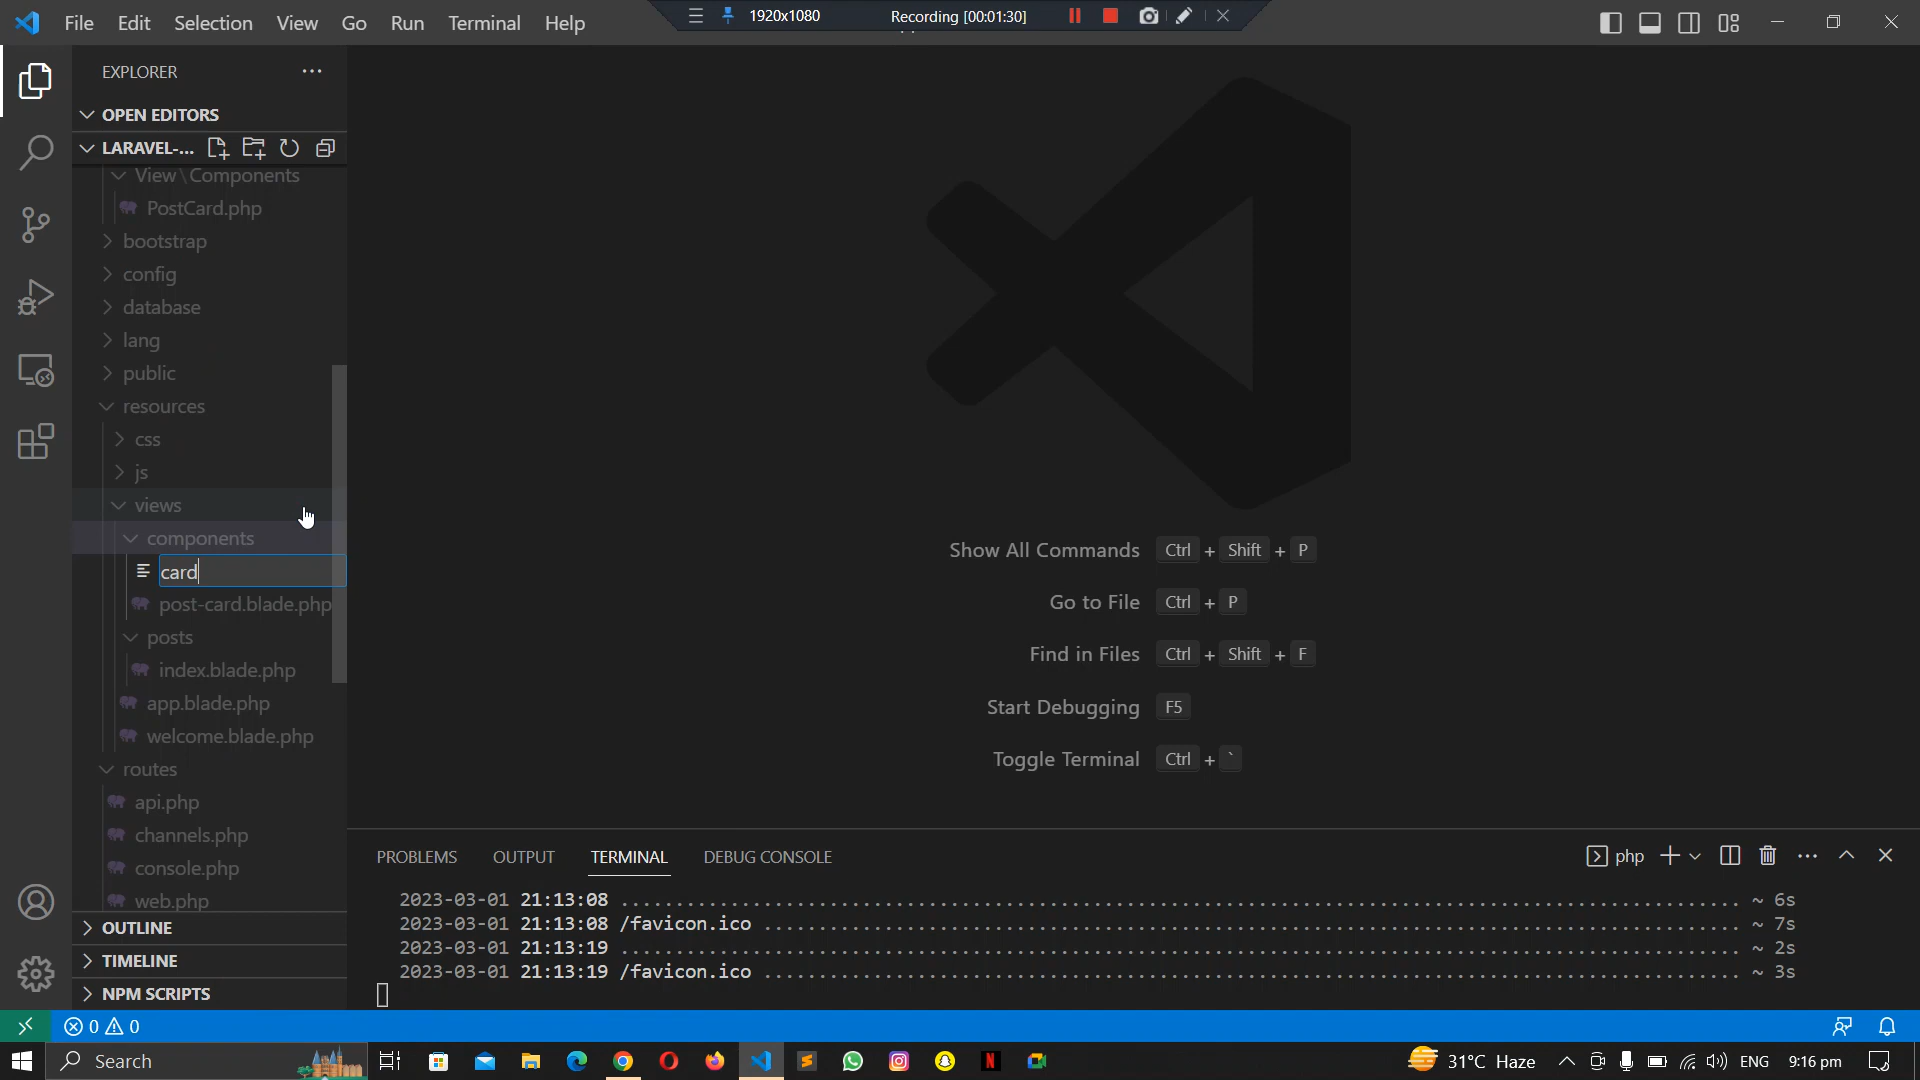 File Edit Selection View Go Run Terminal Help
1920x1080 Recording [00:01:30]
EXPLORER
OPEN EDITORS
LARAVEL-...
View\Components
PostCard.php
bootstrap
config
database
lang
public
resources
css
js
views
components
card
post-card.blade.php
posts
index.blade.php
app.blade.php
welcome.blade.php
routes
api.php
channels.php
console.php
web.php
OUTLINE
TIMELINE
NPM SCRIPTS
Show All Commands Ctrl + Shift + P
Go to File Ctrl + P
Find in Files Ctrl + Shift + F
Start Debugging F5
Toggle Terminal Ctrl + `
PROBLEMS OUTPUT TERMINAL DEBUG CONSOLE
php
2023-03-01 21:13:08 ............................................................................................. ~ 6s
2023-03-01 21:13:08 /favicon.ico ................................................................................. ~ 7s
2023-03-01 21:13:19 ............................................................................................. ~ 2s
2023-03-01 21:13:19 /favicon.ico ................................................................................. ~ 3s
0 0
Search
31°C Haze
ENG
9:16 pm